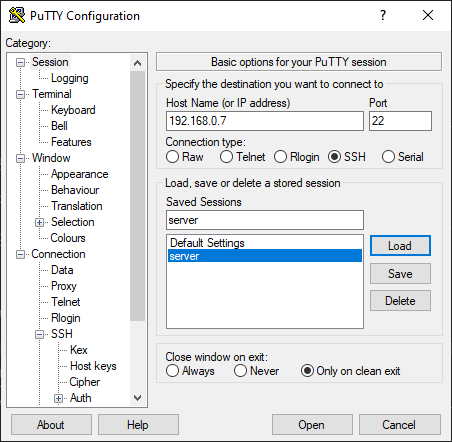 PuTTY Configuration
Category:
Session
Logging
Terminal
Keyboard
Bell
Features
Window
Appearance
Behaviour
Translation
Selection
Colours
Connection
Data
Proxy
Telnet
Rlogin
SSH
Kex
Host keys
Cipher
Auth
Basic options for your PuTTY session
Specify the destination you want to connect to
Host Name (or IP address) Port
192.168.0.7 22
Connection type:
Raw Telnet Rlogin SSH Serial
Load, save or delete a stored session
Saved Sessions
server
Default Settings
server
Load
Save
Delete
Close window on exit:
Always Never Only on clean exit
About Help Open Cancel